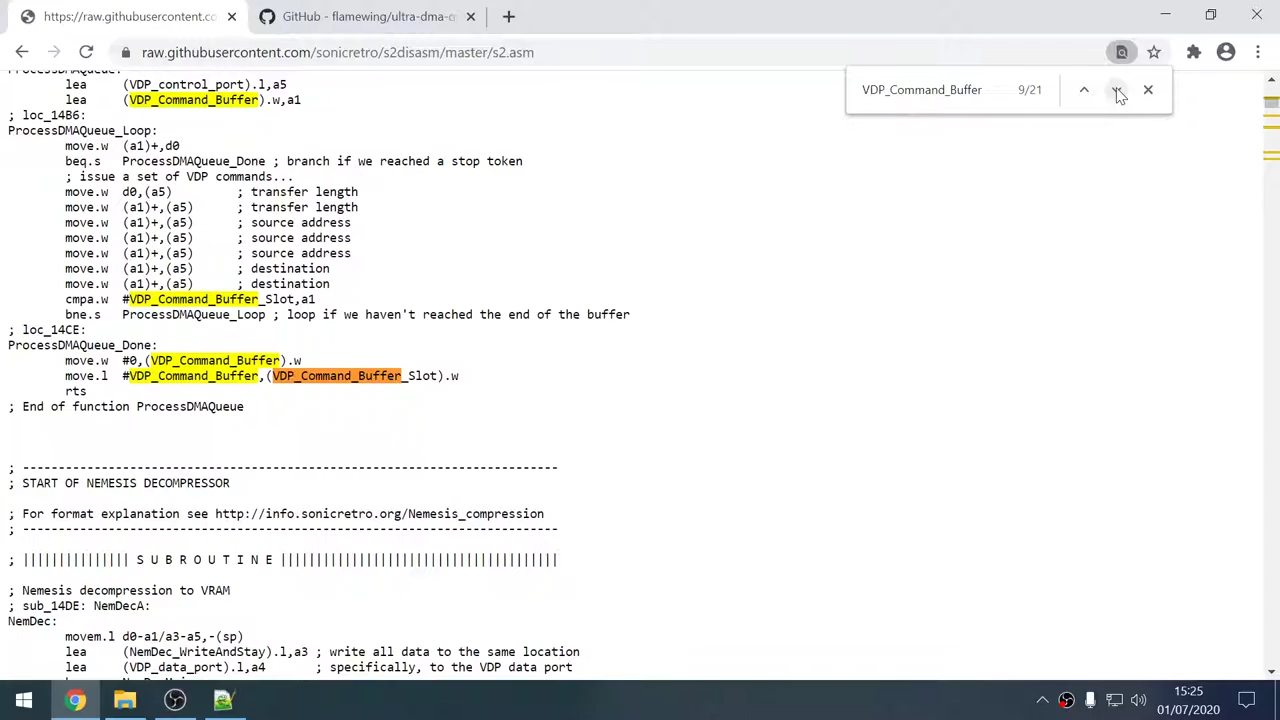 https://raw.githubusercontent.co
GitHub - flamewing/ultra-dma-q
raw.githubusercontent.com/sonicretro/s2disasm/master/s2.asm
VDP_Command_Buffer 9/21
ProcessDMAQueue:
lea (VDP_control_port).l,a5
lea (VDP_Command_Buffer).w,a1
; loc_14B6:
ProcessDMAQueue_Loop:
move.w (a1)+,d0
beq.s ProcessDMAQueue_Done ; branch if we reached a stop token
; issue a set of VDP commands...
move.w d0,(a5) ; transfer length
move.w (a1)+,(a5) ; transfer length
move.w (a1)+,(a5) ; source address
move.w (a1)+,(a5) ; source address
move.w (a1)+,(a5) ; source address
move.w (a1)+,(a5) ; destination
move.w (a1)+,(a5) ; destination
cmpa.w #VDP_Command_Buffer_Slot,a1
bne.s ProcessDMAQueue_Loop ; loop if we haven't reached the end of the buffer
; loc_14CE:
ProcessDMAQueue_Done:
move.w #0,(VDP_Command_Buffer).w
move.l #VDP_Command_Buffer,(VDP_Command_Buffer_Slot).w
rts
; End of function ProcessDMAQueue
; ---------------------------------------------------------------------------
; START OF NEMESIS DECOMPRESSOR
; For format explanation see http://info.sonicretro.org/Nemesis_compression
; ---------------------------------------------------------------------------
; ||||||||||||||| S U B R O U T I N E |||||||||||||||||||||||||||||||||||||||
; Nemesis decompression to VRAM
; sub_14DE: NemDecA:
NemDec:
movem.l d0-a1/a3-a5,-(sp)
lea (NemDec_WriteAndStay).l,a3 ; write all data to the same location
lea (VDP_data_port).l,a4 ; specifically, to the VDP data port
15:25
01/07/2020